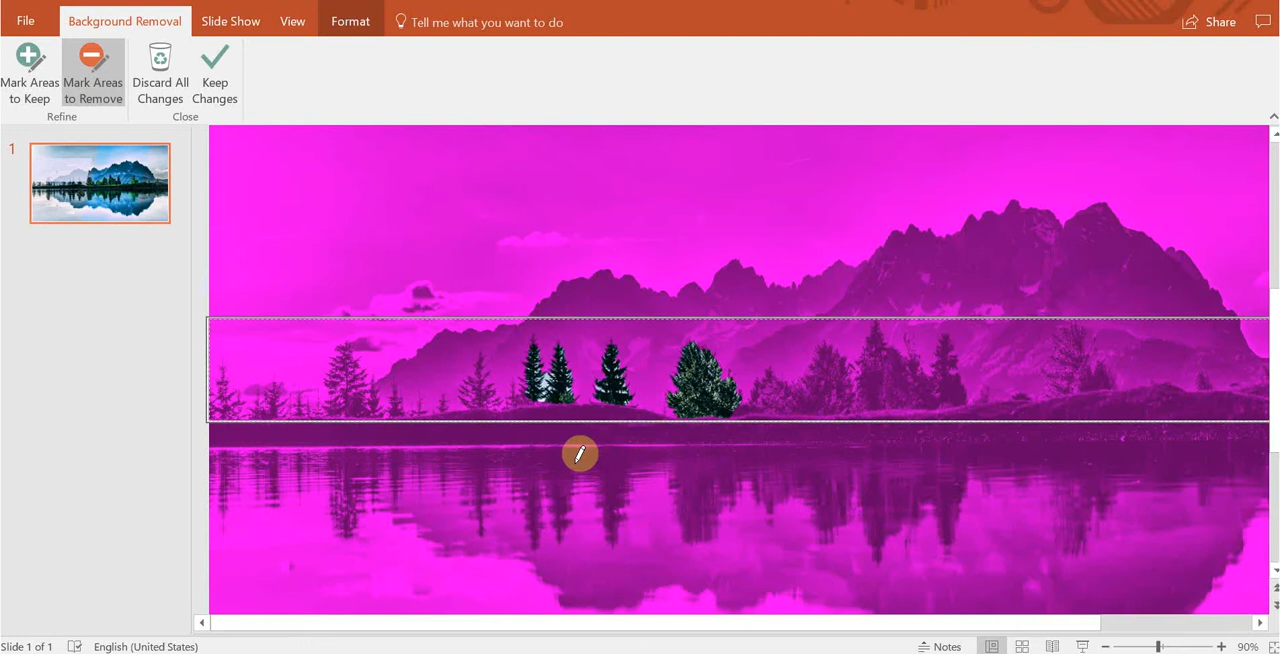 File Background Removal Slide Show View Format Tell me what you want to do Share
Mark Areas Mark Areas Discard All Keep
to Keep to Remove Changes Changes
Refine Close
1
Slide 1 of 1 English (United States) Notes 90%